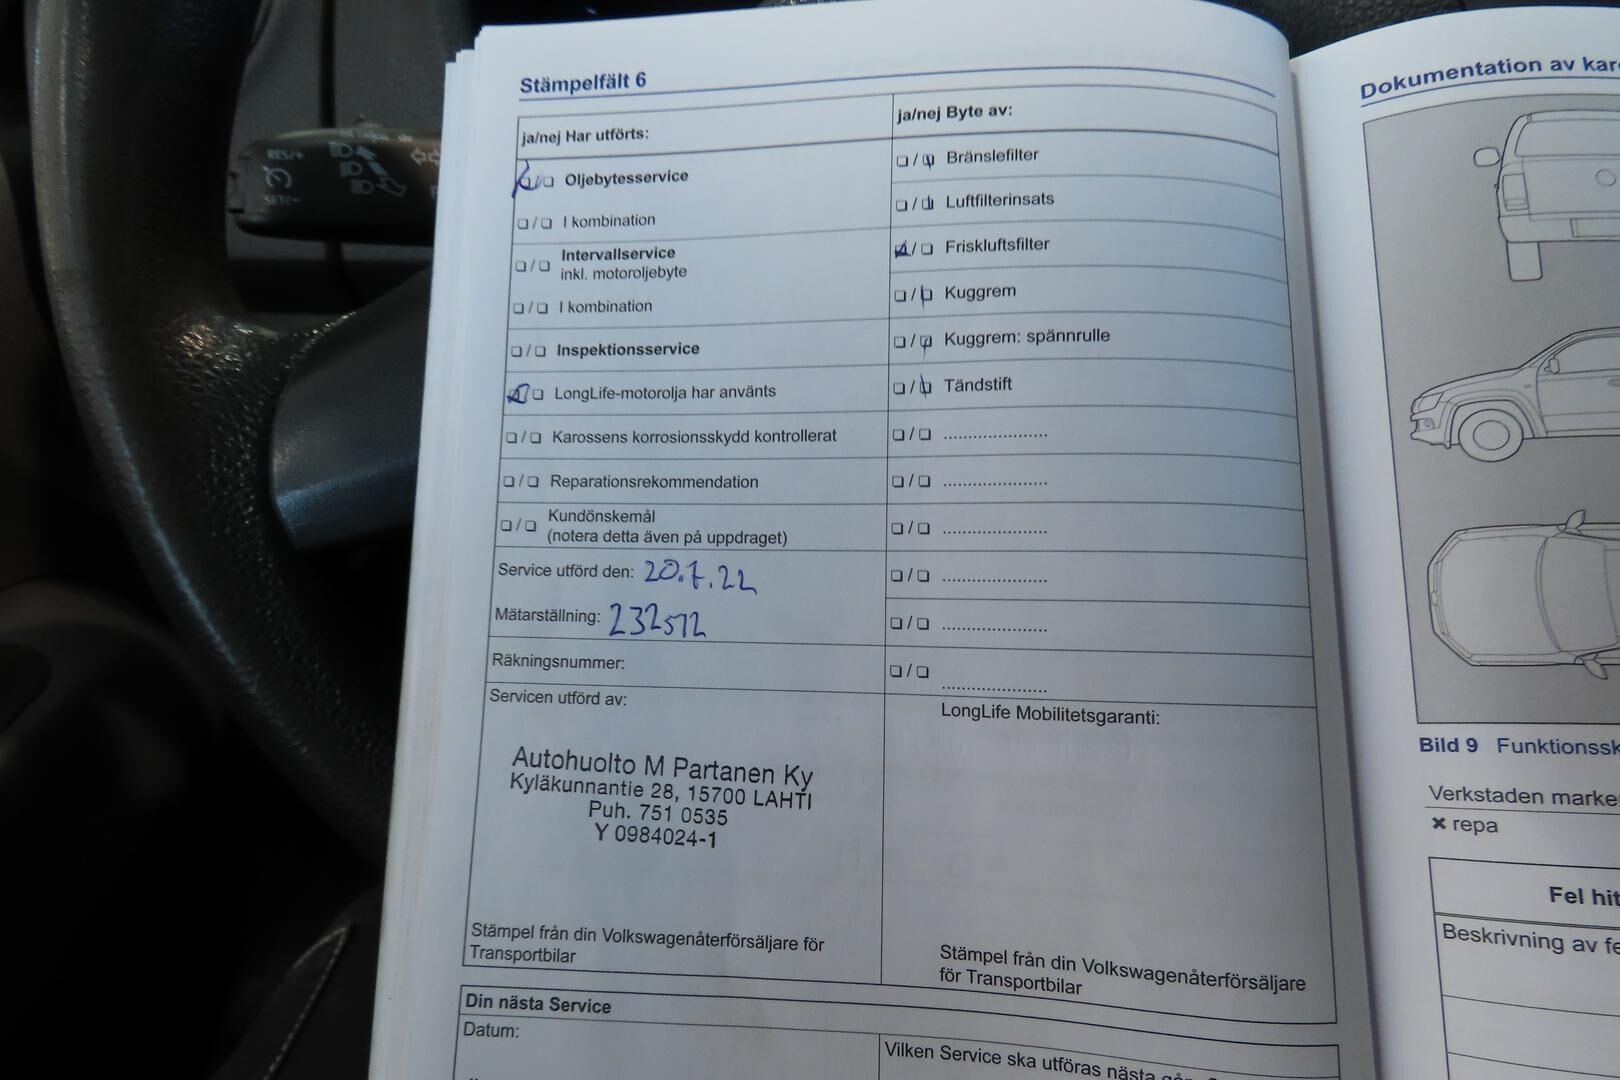 Stämpelfält 6
ja/nej Har utförts:
Oljebytesservice
I kombination
Intervallservice
inkl. motoroljebyte
I kombination
Inspektionsservice
LongLife-motorolja har använts
Karossens korrosionsskydd kontrollerat
Reparationsrekommendation
Kundönskemål
(notera detta även på uppdraget)
Service utförd den: 20.7.22
Mätarställning: 232572
Räkningsnummer:
Servicen utförd av:
Autohuolto M Partanen Ky
Kyläkunnantie 28, 15700 LAHTI
Puh. 751 0535
Y 0984024-1
Stämpel från din Volkswagenåterförsäljare för
Transportbilar
ja/nej Byte av:
Bränslefilter
Luftfilterinsats
Friskluftsfilter
Kuggrem
Kuggrem: spännrulle
Tändstift
LongLife Mobilitetsgaranti:
Stämpel från din Volkswagenåterförsäljare
för Transportbilar
Din nästa Service
Datum:
Vilken Service ska utföras nästa
Dokumentation av
Bild 9 Funktionssk
Verkstaden
repa
Fel
Beskrivning av
RES/+
SET/-